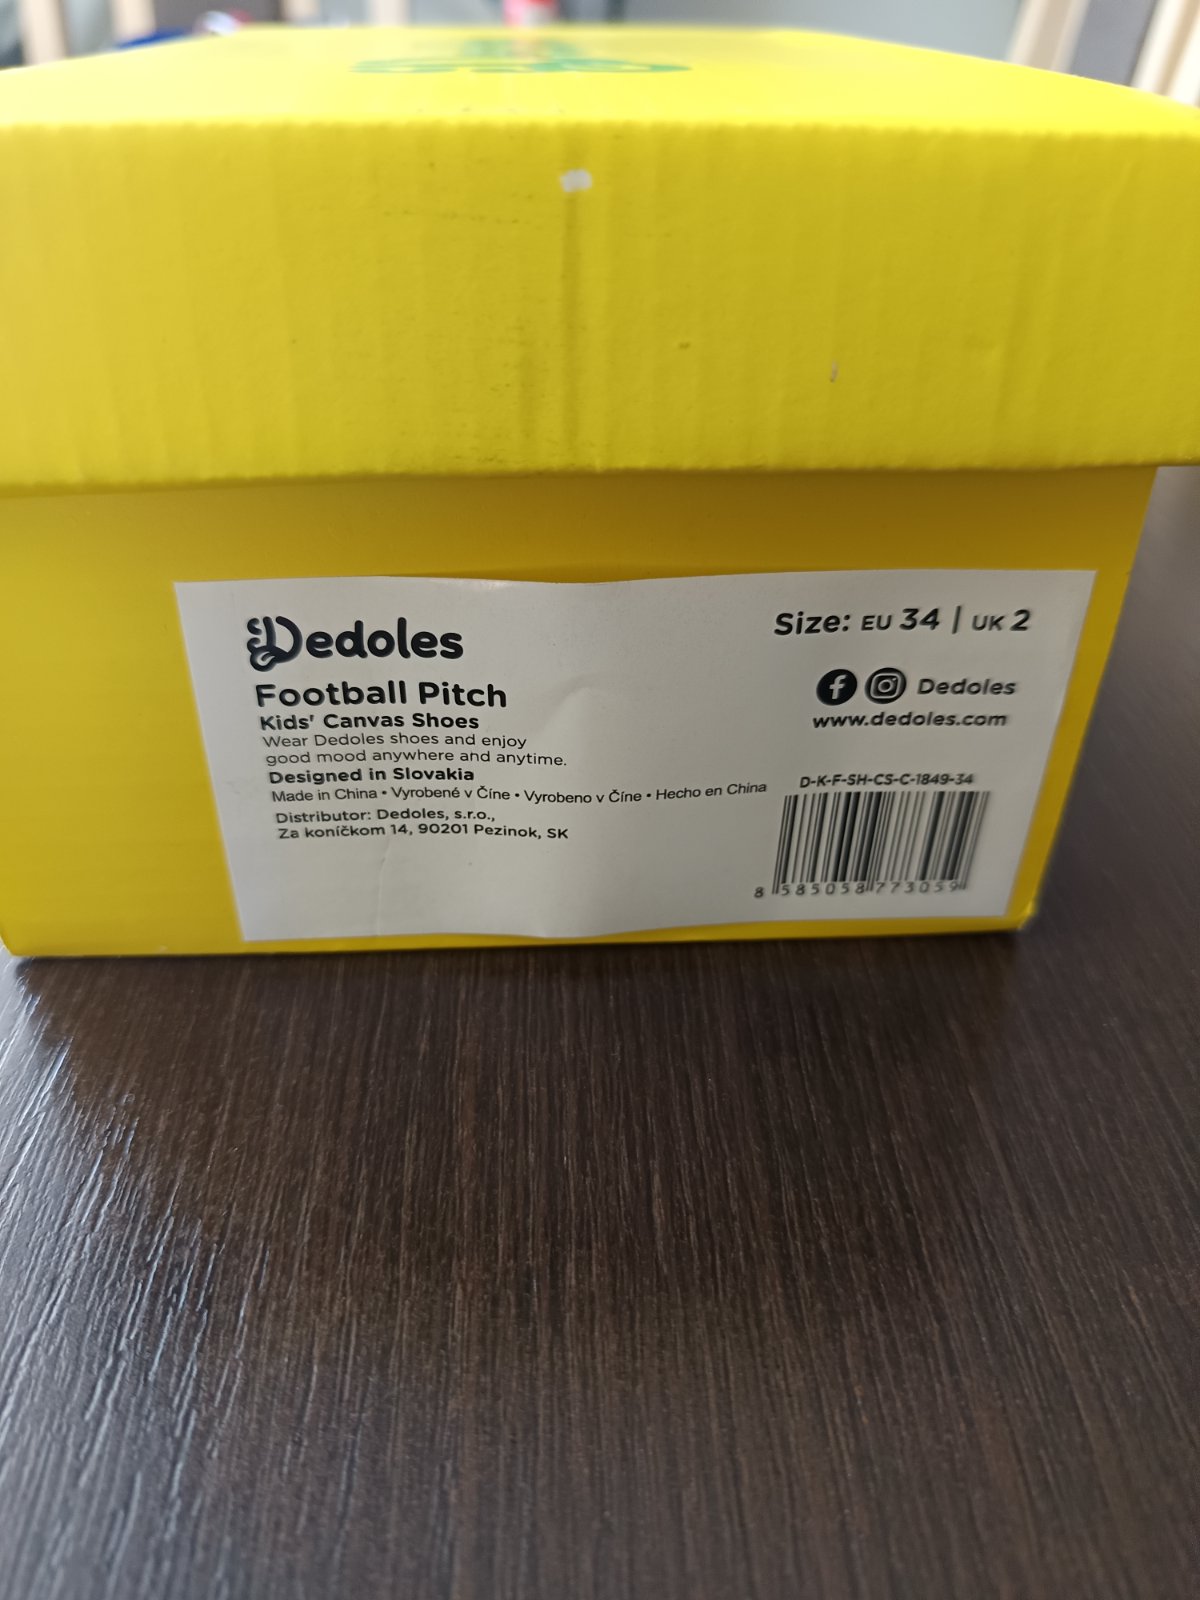 Dedoles
Football Pitch
Kids' Canvas Shoes
Wear Dedoles shoes and enjoy
good mood anywhere and anytime.
Designed in Slovakia
Made in China • Vyrobené v Číne • Vyrobeno v Číne • Hecho en China
Distributor: Dedoles, s.r.o.,
Za koníčkom 14, 90201 Pezinok, SK
Size: EU 34 | UK 2
Dedoles
www.dedoles.com
D-K-F-SH-CS-C-1849-34
8 585058 773059